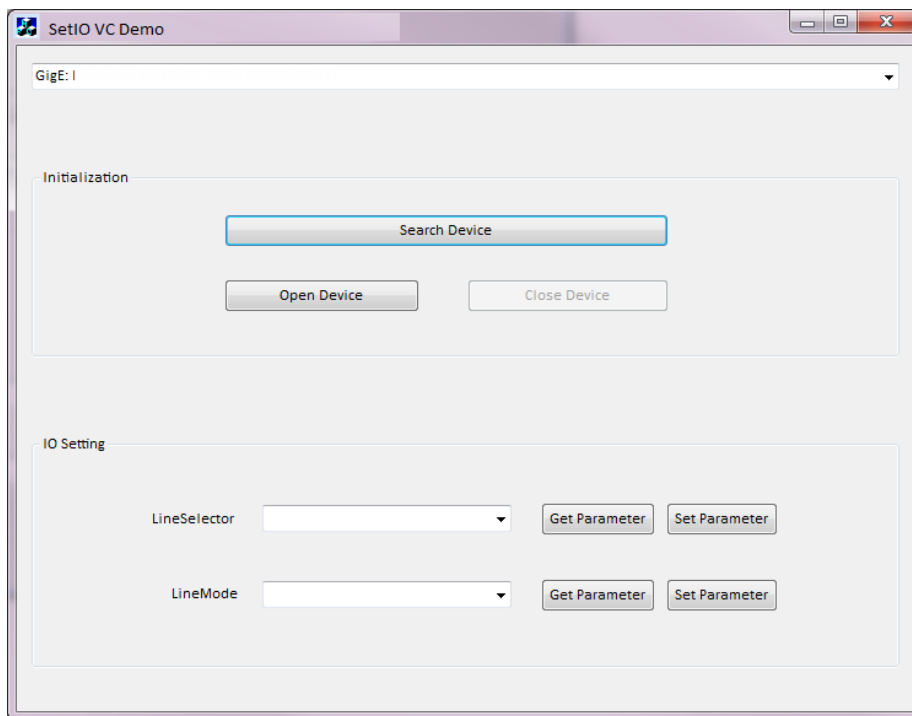 SetIO VC Demo
GigE:
Initialization
Search Device
Open Device Close Device
IO Setting
LineSelector Get Parameter Set Parameter
LineMode Get Parameter Set Parameter